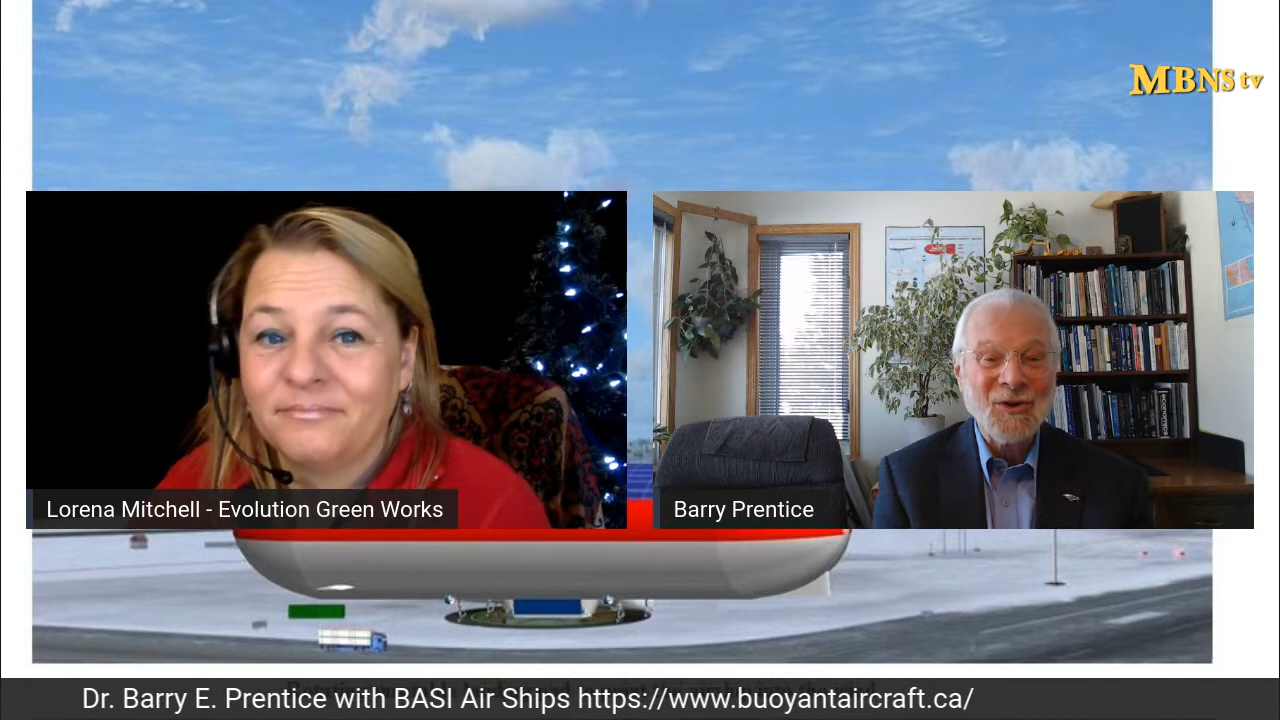 MBNS tv
Lorena Mitchell - Evolution Green Works
Barry Prentice
economics
Dr. Barry E. Prentice with BASI Air Ships https://www.buoyantaircraft.ca/